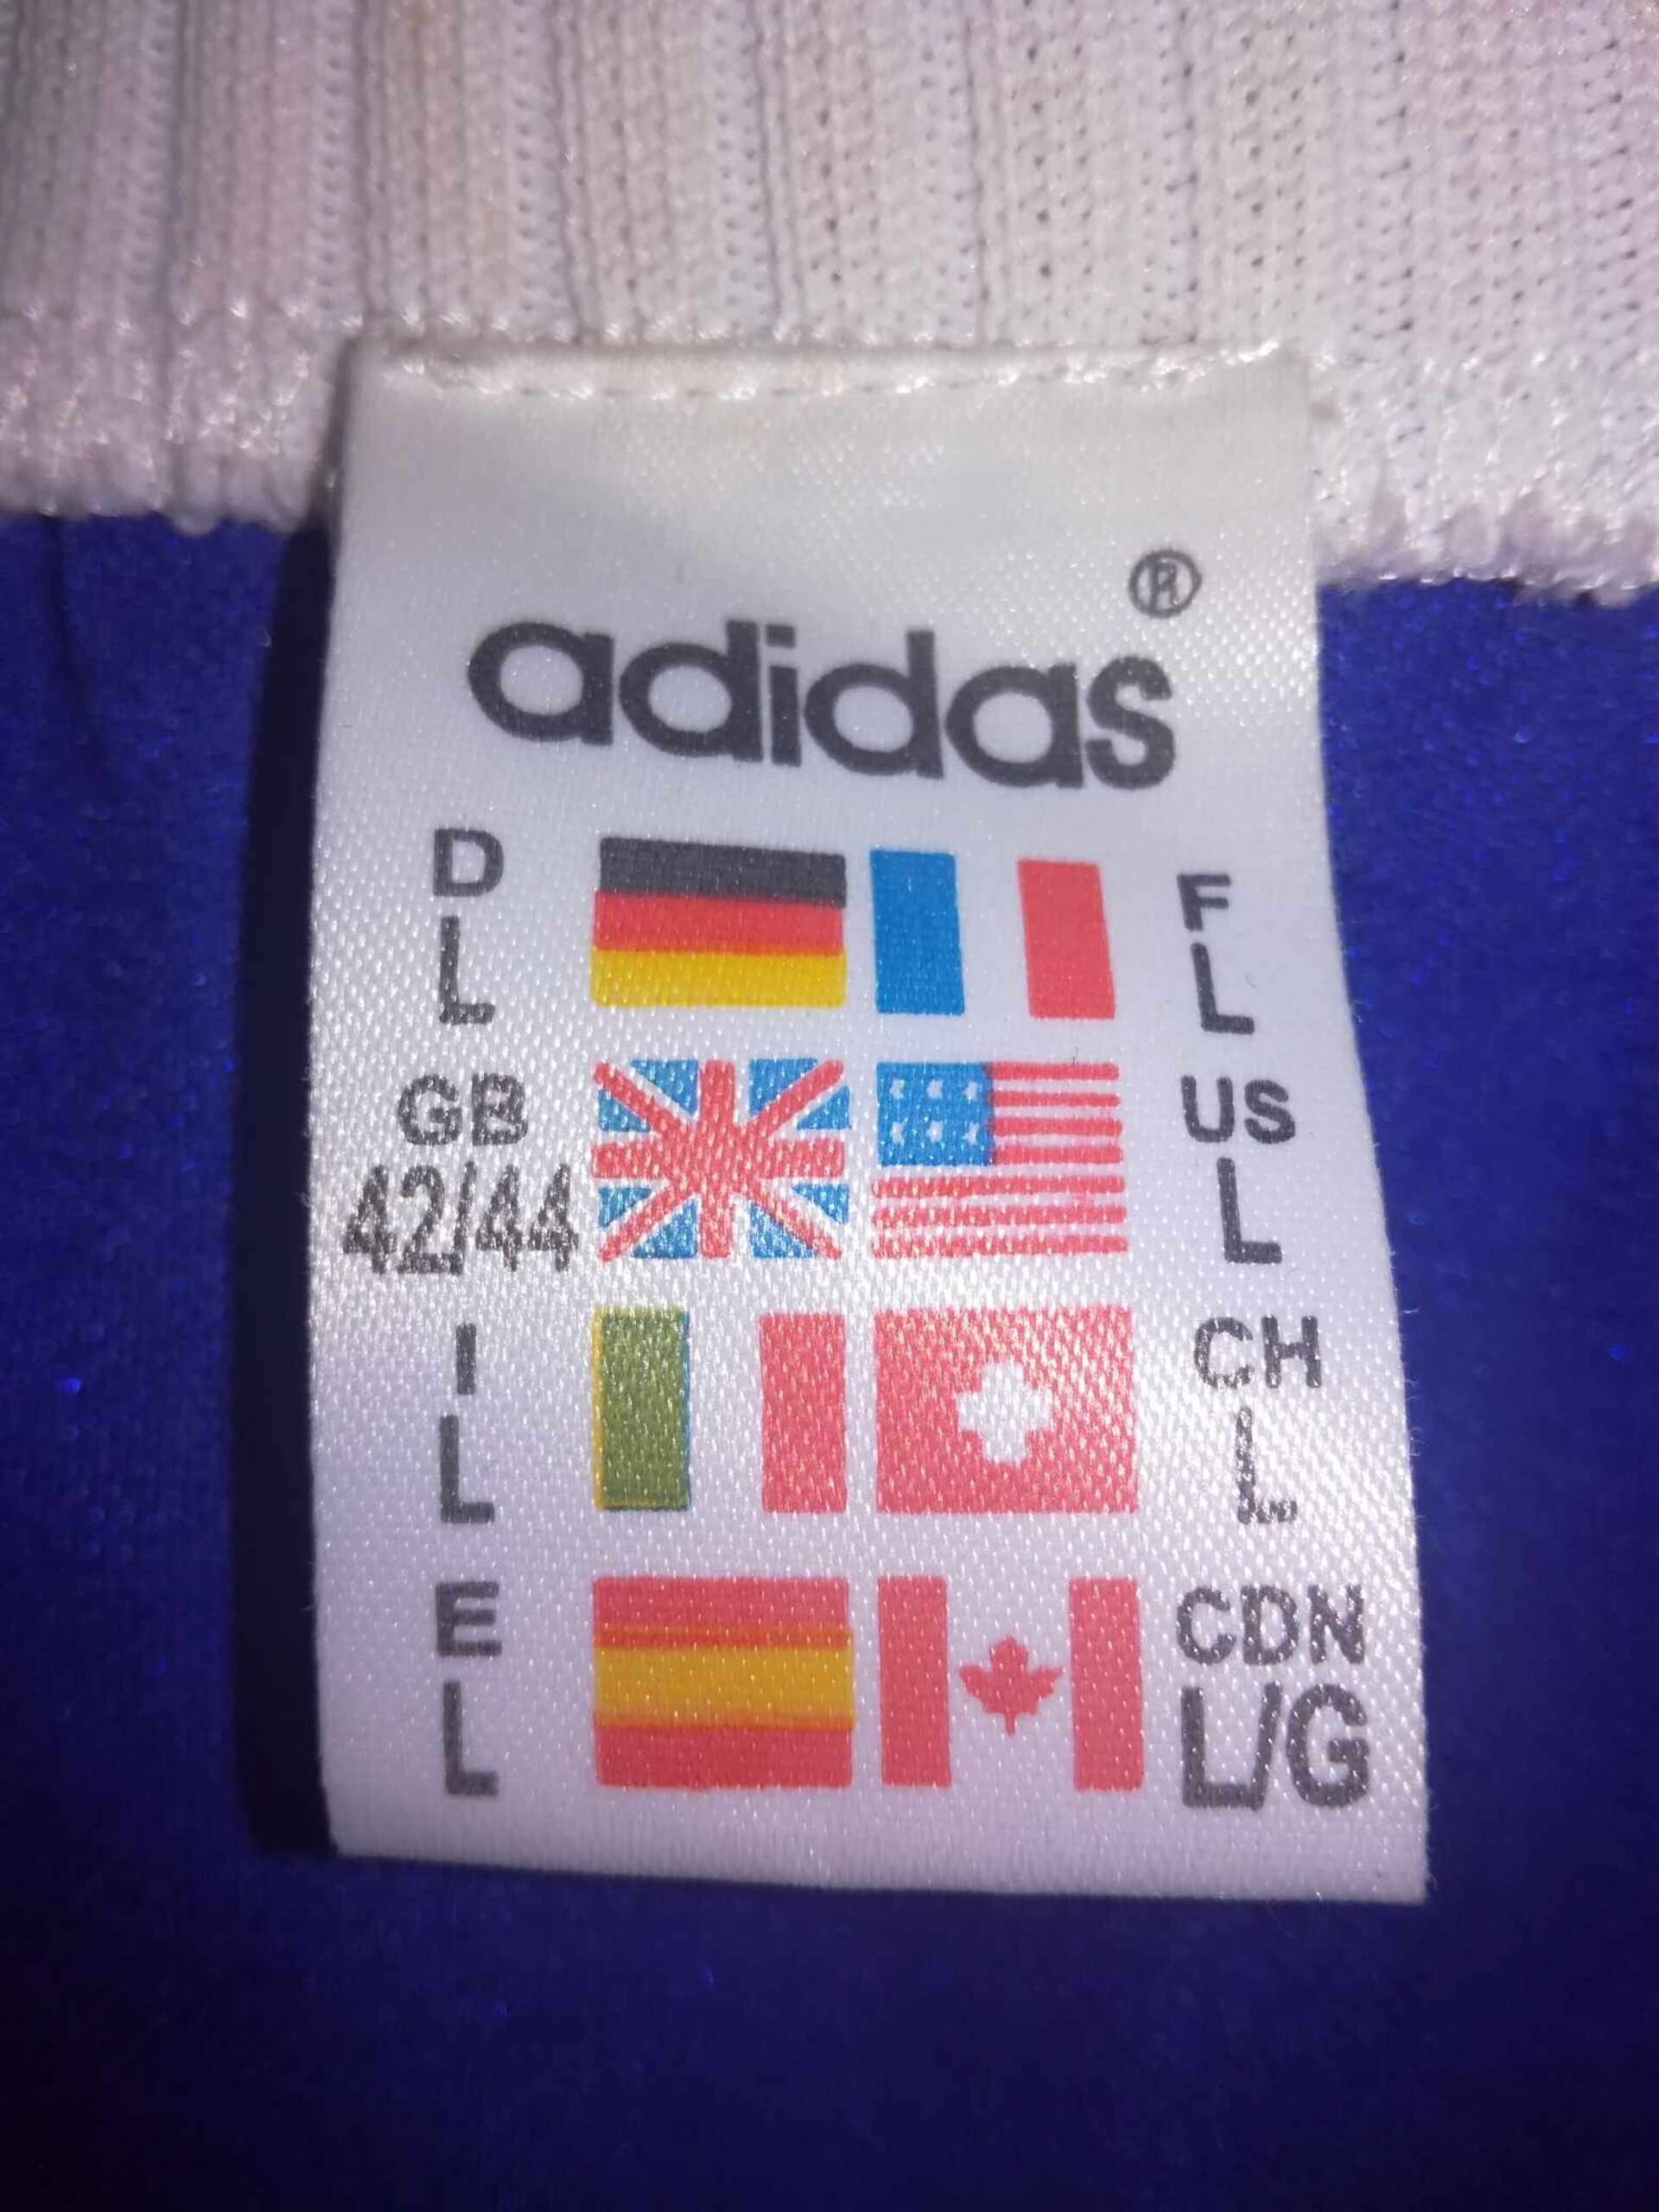 adidas®
D F
L L
GB US
42/44 L
I CH
L L
E CDN
L L/G